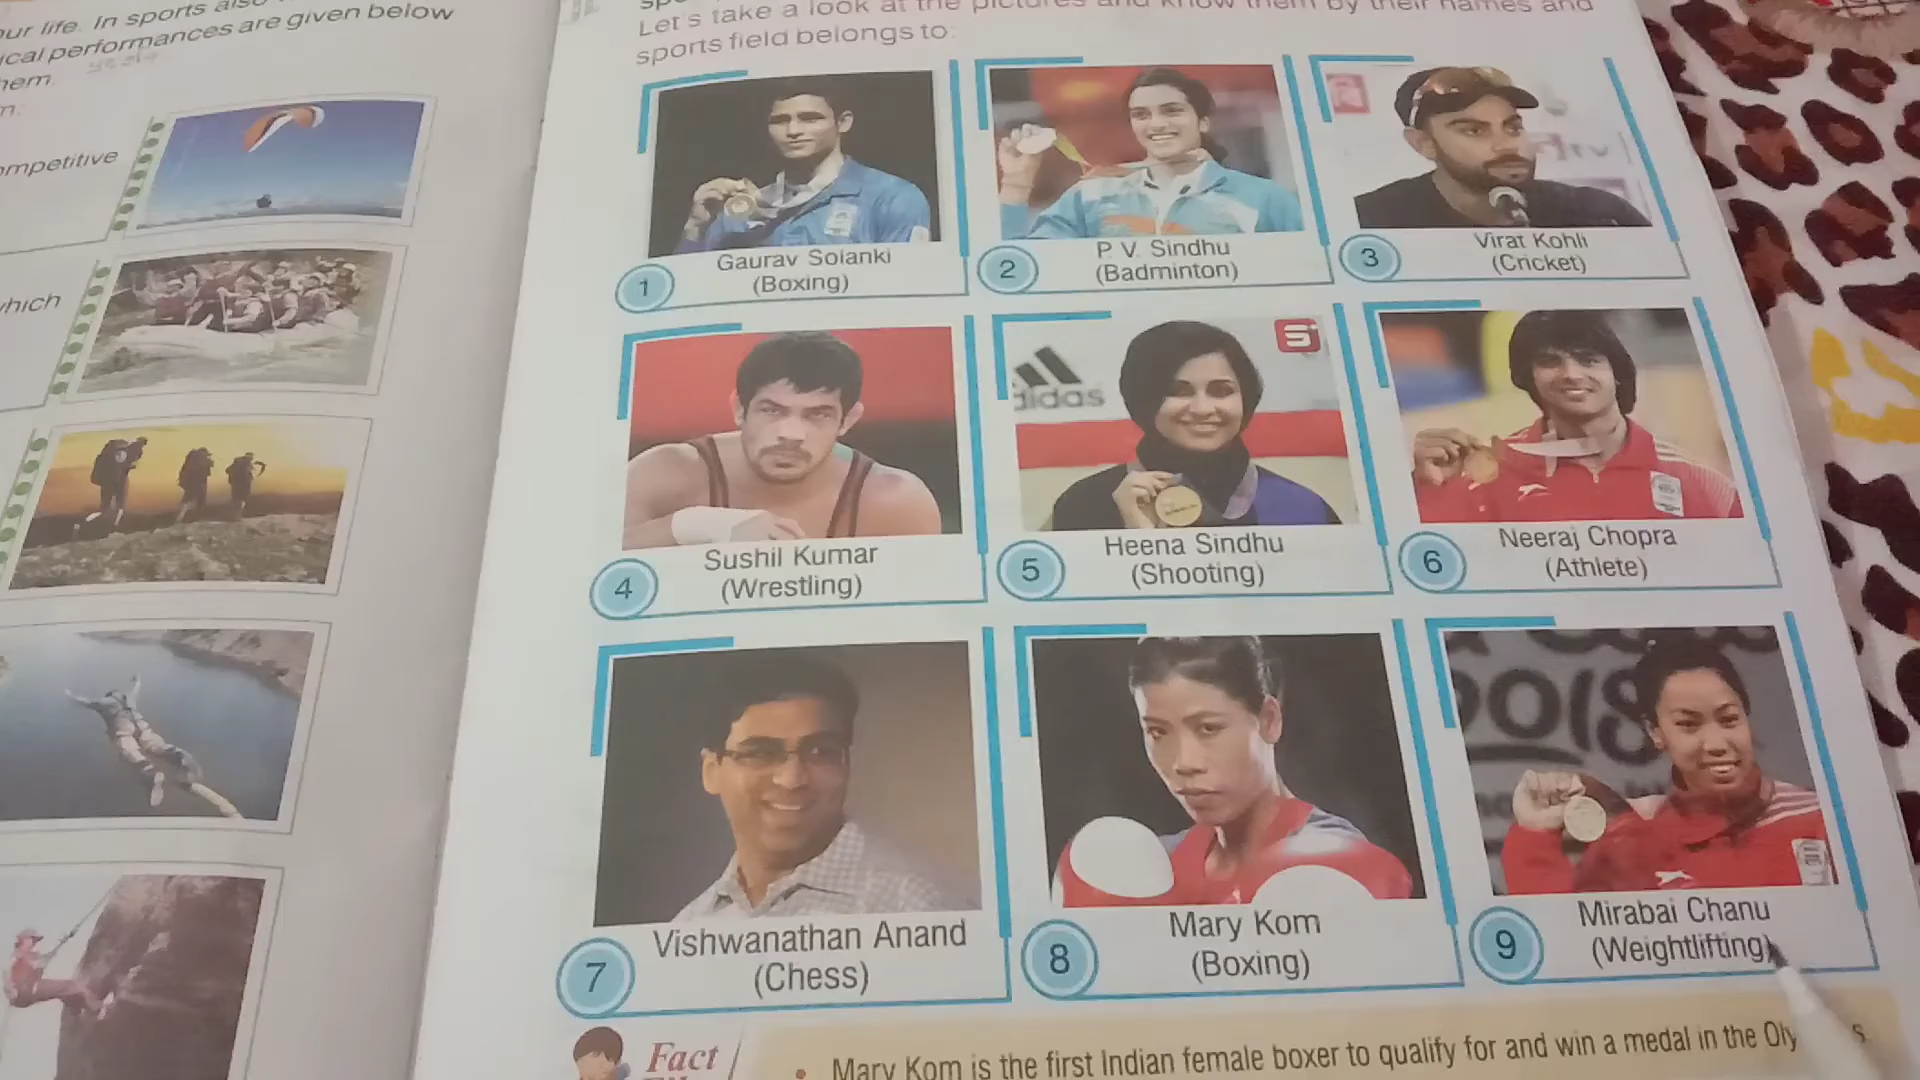 our life. In sports also
ical performances are given below
hem.
m:
ompetitive
which
Let's take a look at the pictures and know them by their names and
sports field belongs to:
Gaurav Solanki
(Boxing)
1
P. V. Sindhu
(Badminton)
2
Virat Kohli
(Cricket)
3
Sushil Kumar
(Wrestling)
4
adidas
S
Heena Sindhu
(Shooting)
5
Neeraj Chopra
(Athlete)
6
Vishwanathan Anand
(Chess)
7
Mary Kom
(Boxing)
8
2018
Mirabai Chanu
(Weightlifting)
9
Fact
• Mary Kom is the first Indian female boxer to qualify for and win a medal in the Oly s